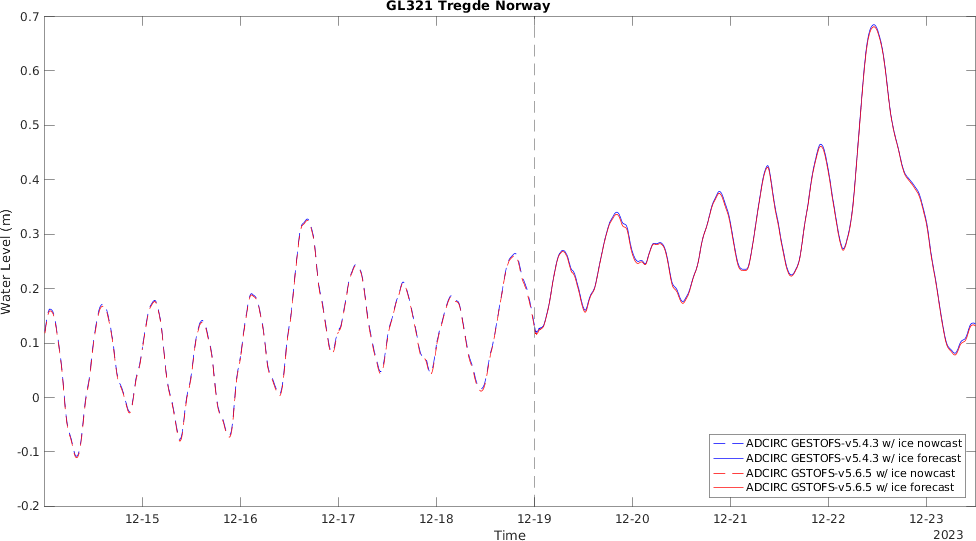 GL321 Tregde Norway
0.7
0.6
0.5
0.4
0.3
0.2
0.1
0
-0.1
-0.2
Water Level (m)
12-15 12-16 12-17 12-18 12-19 12-20 12-21 12-22 12-23
Time
2023
ADCIRC GESTOFS-v5.4.3 w/ ice nowcast
ADCIRC GESTOFS-v5.4.3 w/ ice forecast
ADCIRC GSTOFS-v5.6.5 w/ ice nowcast
ADCIRC GSTOFS-v5.6.5 w/ ice forecast